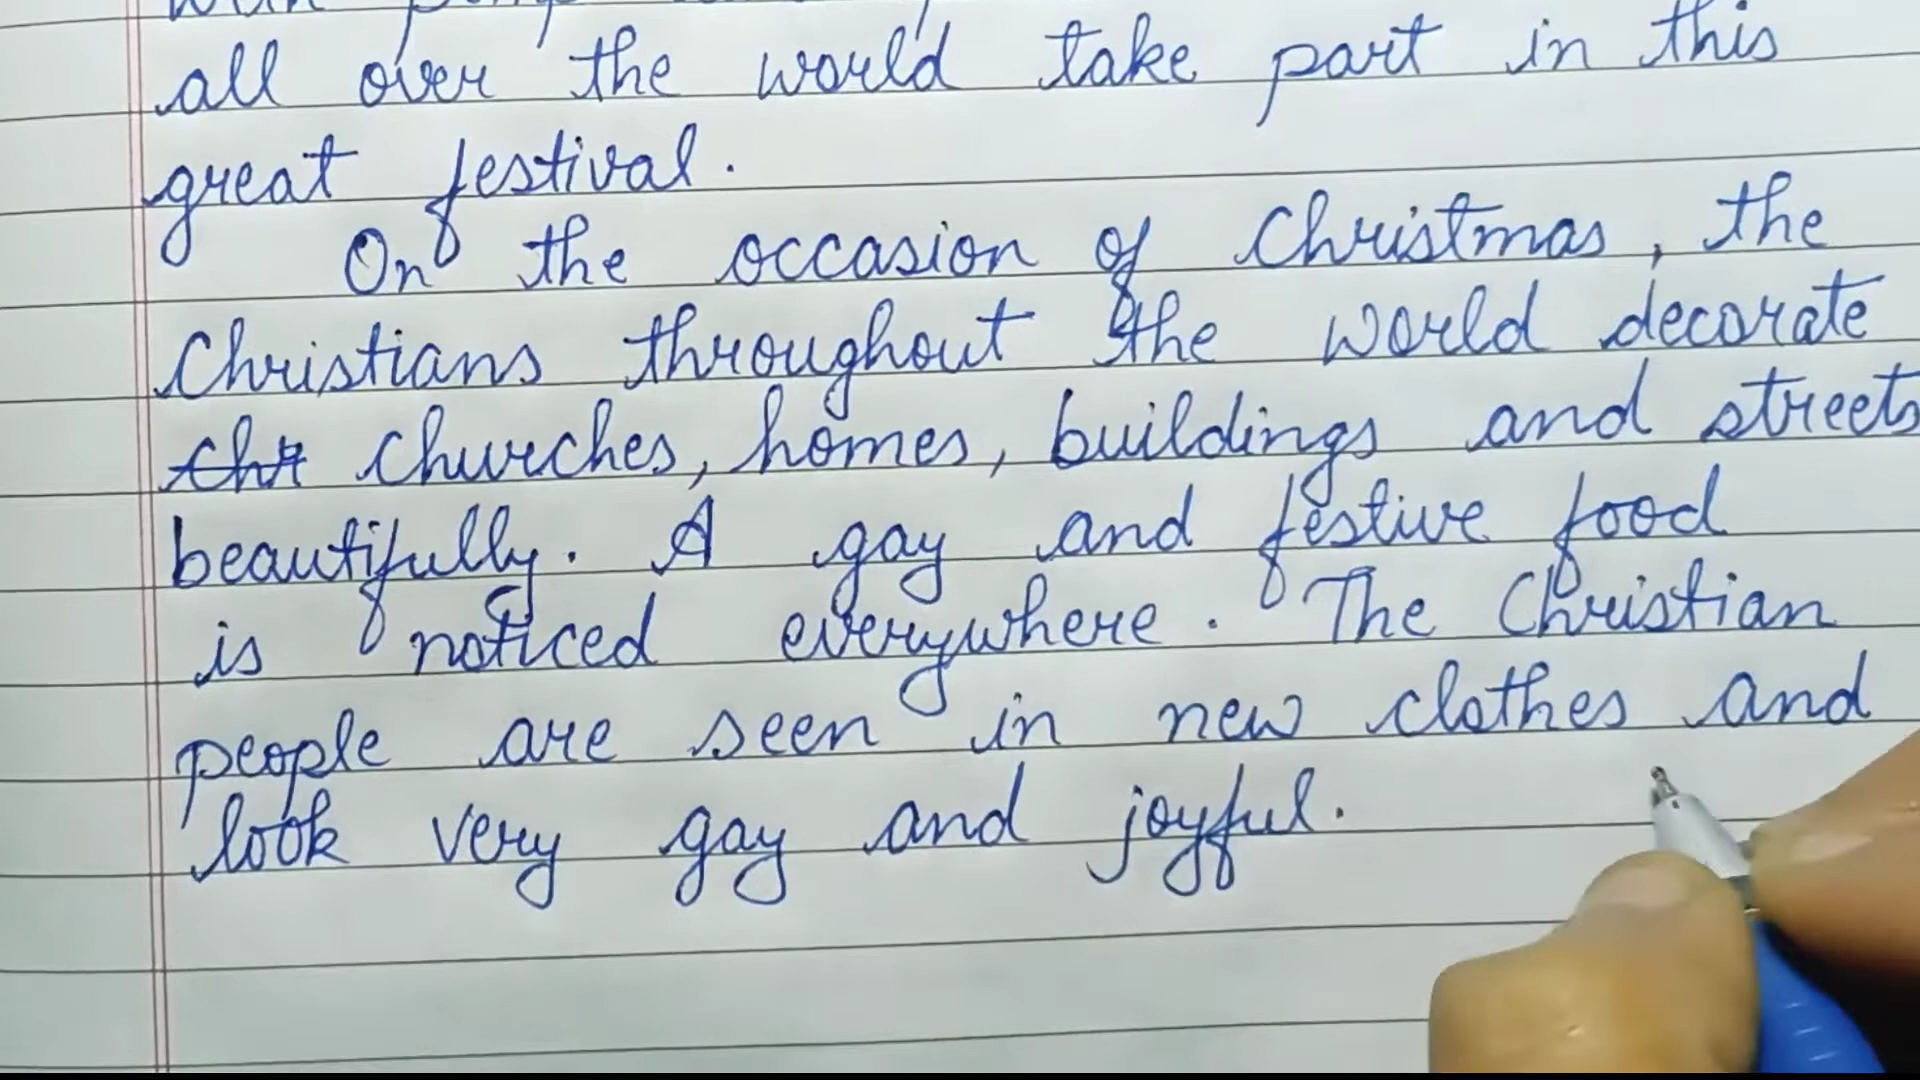 all over the world take part in this
great festival.
On the occasion of Christmas, the
Christians throughout the world decorate
churches, homes, buildings and streets
beautifully. A gay and festive food
is noticed everywhere. The Christian
people are seen in new clothes and
look very gay and joyful.